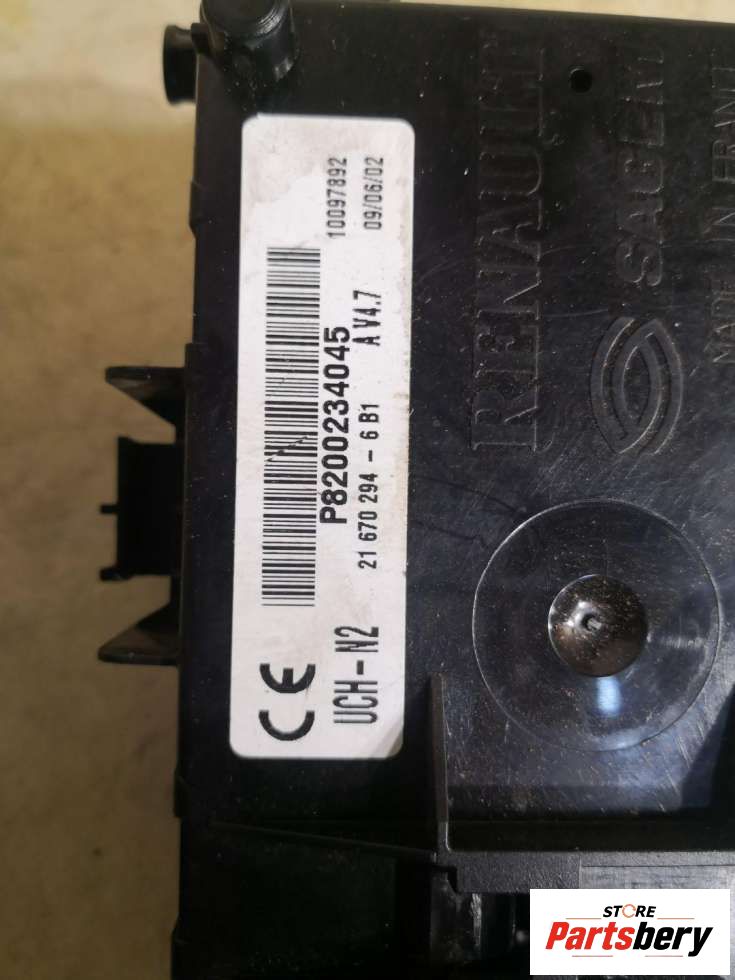 10097892
09/06/02
P8200234045
21 670 294 - 6 B1 A V4.7
CE UCH-N2
RENAULT
SAGEM
MADE IN
STORE
Partsbery